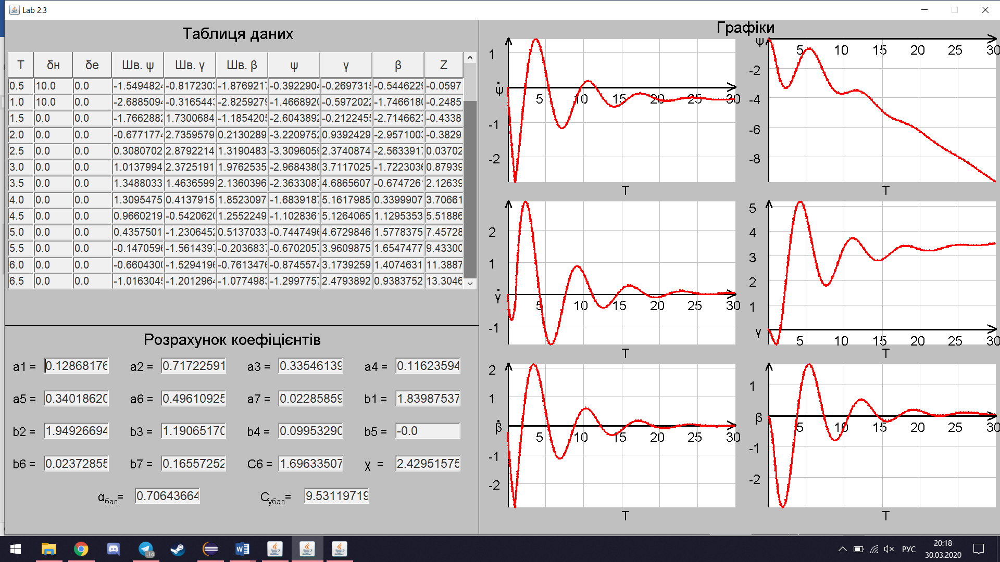 Lab 2.3
Таблиця даних
T δн δe Шв. ψ Шв. γ Шв. β ψ γ β Z
0.5 10.0 0.0 -1.549482 -0.817230 -1.876921 -0.392290 -0.269731 -0.544622 -0.0597
1.0 10.0 0.0 -2.688509 -0.316544 -2.825927 -1.466892 -0.597202 -1.746618 -0.2485
1.5 0.0 0.0 -1.766288 1.7300684 -1.185420 -2.604389 -0.212245 -2.714662 -0.4338
2.0 0.0 0.0 -0.677177 2.7359579 0.2130289 -3.220975 0.9392429 -2.957100 -0.3829
2.5 0.0 0.0 0.3080702 2.8792214 1.3190483 -3.309605 2.3740874 -2.563391 0.03702
3.0 0.0 0.0 1.0137994 2.3725191 1.9762535 -2.968438 3.7117025 -1.722303 0.87939
3.5 0.0 0.0 1.3488033 1.4636599 2.1360396 -2.363308 4.6865607 -0.674726 2.12639
4.0 0.0 0.0 1.3095475 0.4137915 1.8523097 -1.683918 5.1617985 0.3399907 3.70661
4.5 0.0 0.0 0.9660219 -0.542062 1.2552249 -1.102836 5.1264065 1.1295353 5.51886
5.0 0.0 0.0 0.4357501 -1.230645 0.5137033 -0.744749 4.6729846 1.5778375 7.45728
5.5 0.0 0.0 -0.147059 -1.561439 -0.203683 -0.670205 3.9609875 1.6547477 9.43300
6.0 0.0 0.0 -0.660430 -1.529419 -0.761347 -0.874557 3.1739259 1.4074631 11.3887
6.5 0.0 0.0 -1.016304 -1.201296 -1.077498 -1.299775 2.4793892 0.9383752 13.3046
Розрахунок коефіцієнтів
a1 = 0.12868176 a2 = 0.71722591 a3 = 0.33546139 a4 = 0.11623594
a5 = 0.34018620 a6 = 0.49610925 a7 = 0.02285859 b1 = 1.83987537
b2 = 1.94926694 b3 = 1.19065170 b4 = 0.09953290 b5 = -0.0
b6 = 0.02372855 b7 = 0.16557252 C6 = 1.69633507 χ = 2.42951575
αбал= 0.70643664 Cубал= 9.53119719
Графіки
1
ψ̇
-1
-2
5 10 15 20 25 30
T
ψ
5 10 15 20 25 30
-2
-4
-6
-8
T
2
1
γ̇
-1
5 10 15 20 25 30
T
5
4
3
2
1
γ
5 10 15 20 25 30
T
2
1
β̇
-1
-2
5 10 15 20 25 30
T
1
β
-1
-2
5 10 15 20 25 30
T
14
РУС
20:18
30.03.2020